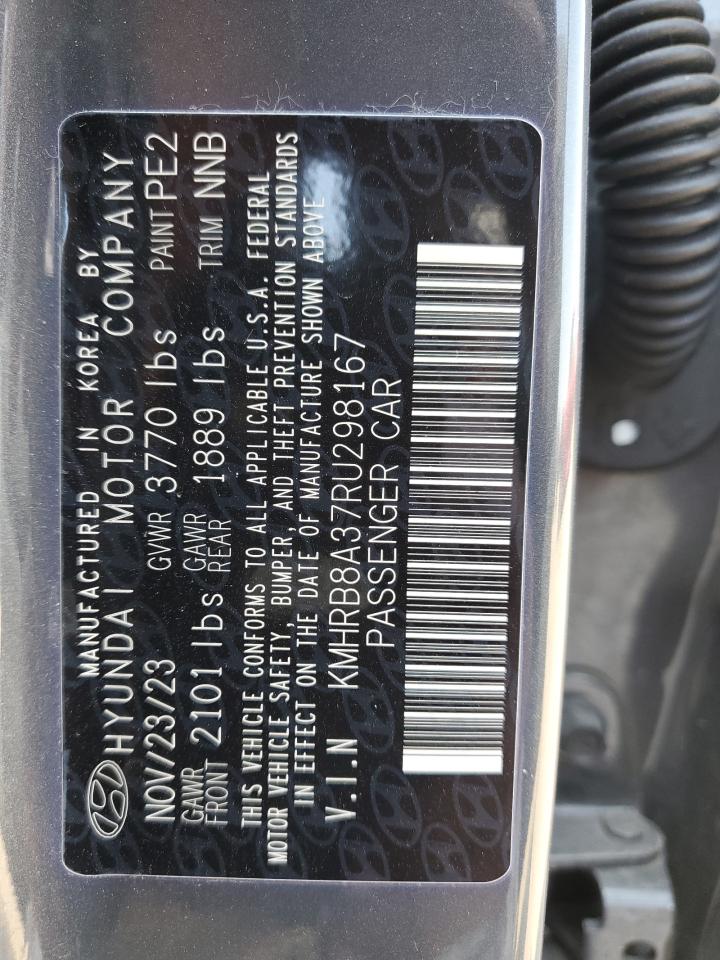 MANUFACTURED IN KOREA BY
HYUNDAI MOTOR COMPANY
NOV/23/23 GVWR 3770 lbs PAINT PE2
GAWR FRONT 2101 lbs GAWR REAR 1889 lbs TRIM NNB
THIS VEHICLE CONFORMS TO ALL APPLICABLE U.S.A. FEDERAL
MOTOR VEHICLE SAFETY, BUMPER, AND THEFT PREVENTION STANDARDS
IN EFFECT ON THE DATE OF MANUFACTURE SHOWN ABOVE
V.I.N KMHRB8A37RU298167
PASSENGER CAR